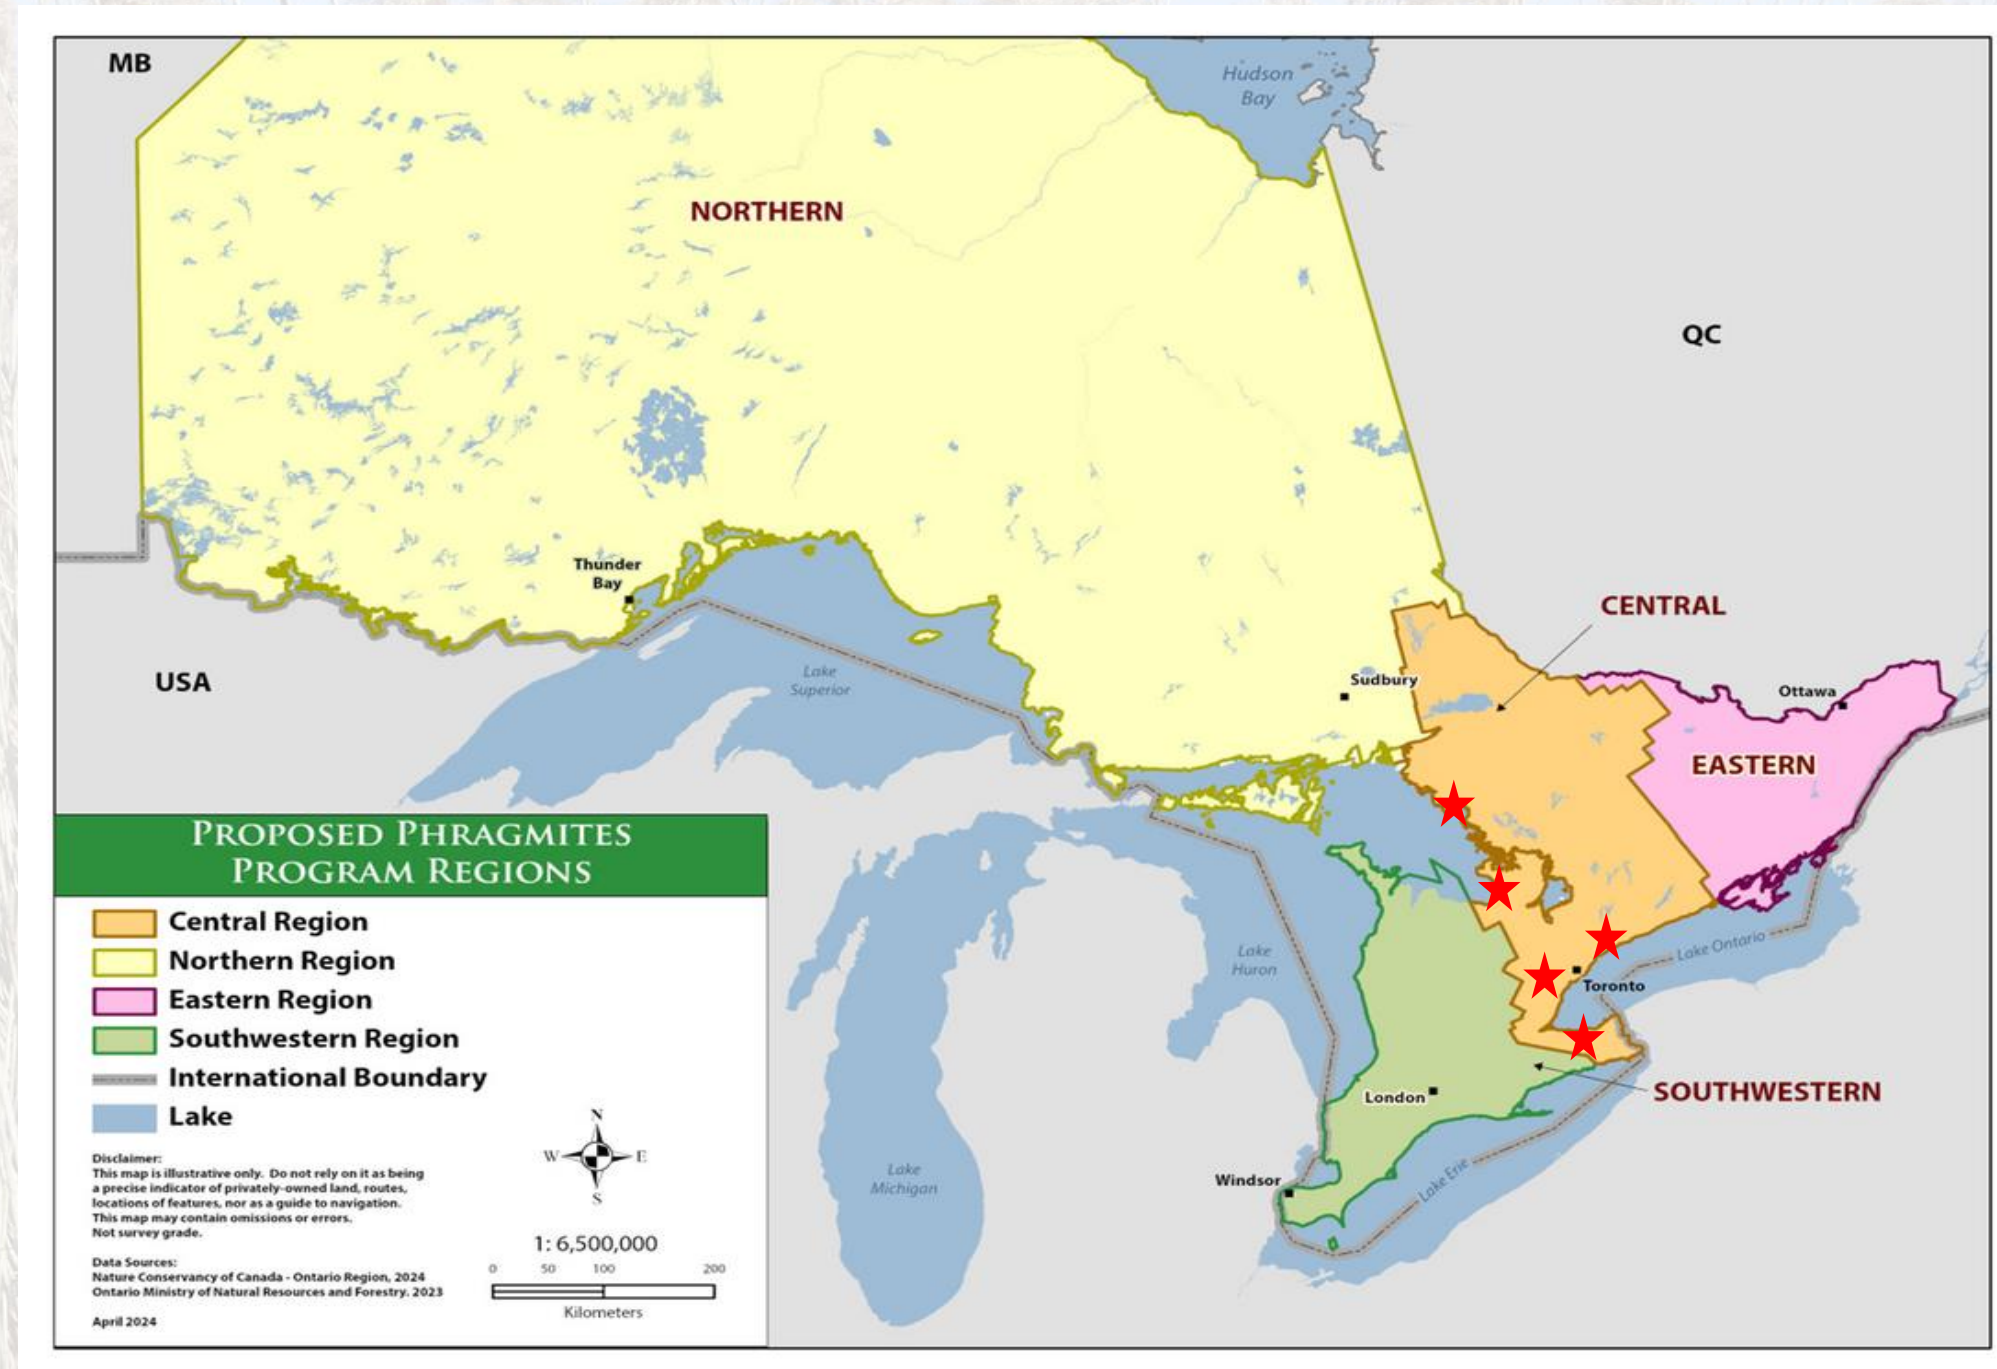 MB
Hudson
Bay
NORTHERN
QC
Thunder
Bay
CENTRAL
USA
Lake
Superior
Sudbury
Ottawa
EASTERN
Lake
Huron
Lake Ontario
Toronto
London
SOUTHWESTERN
Windsor
Lake
Michigan
Lake Erie
PROPOSED PHRAGMITES
PROGRAM REGIONS
Central Region
Northern Region
Eastern Region
Southwestern Region
International Boundary
Lake
Disclaimer:
This map is illustrative only. Do not rely on it as being
a precise indicator of privately-owned land, routes,
locations of features, nor as a guide to navigation.
This map may contain omissions or errors.
Not survey grade.
Data Sources:
Nature Conservancy of Canada - Ontario Region, 2024
Ontario Ministry of Natural Resources and Forestry. 2023
April 2024
N
W E
S
1: 6,500,000
0 50 100 200
Kilometers